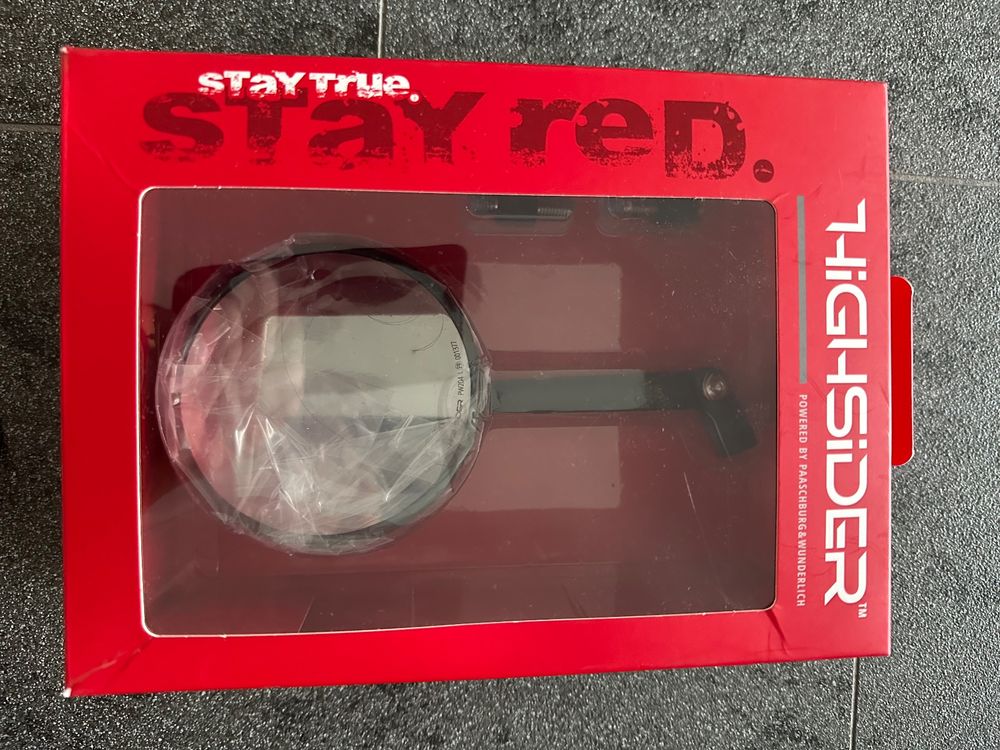 STaY TrUe.
STaY reD.
HiGHSiDER™
POWERED BY PAASCHBURG&WUNDERLICH